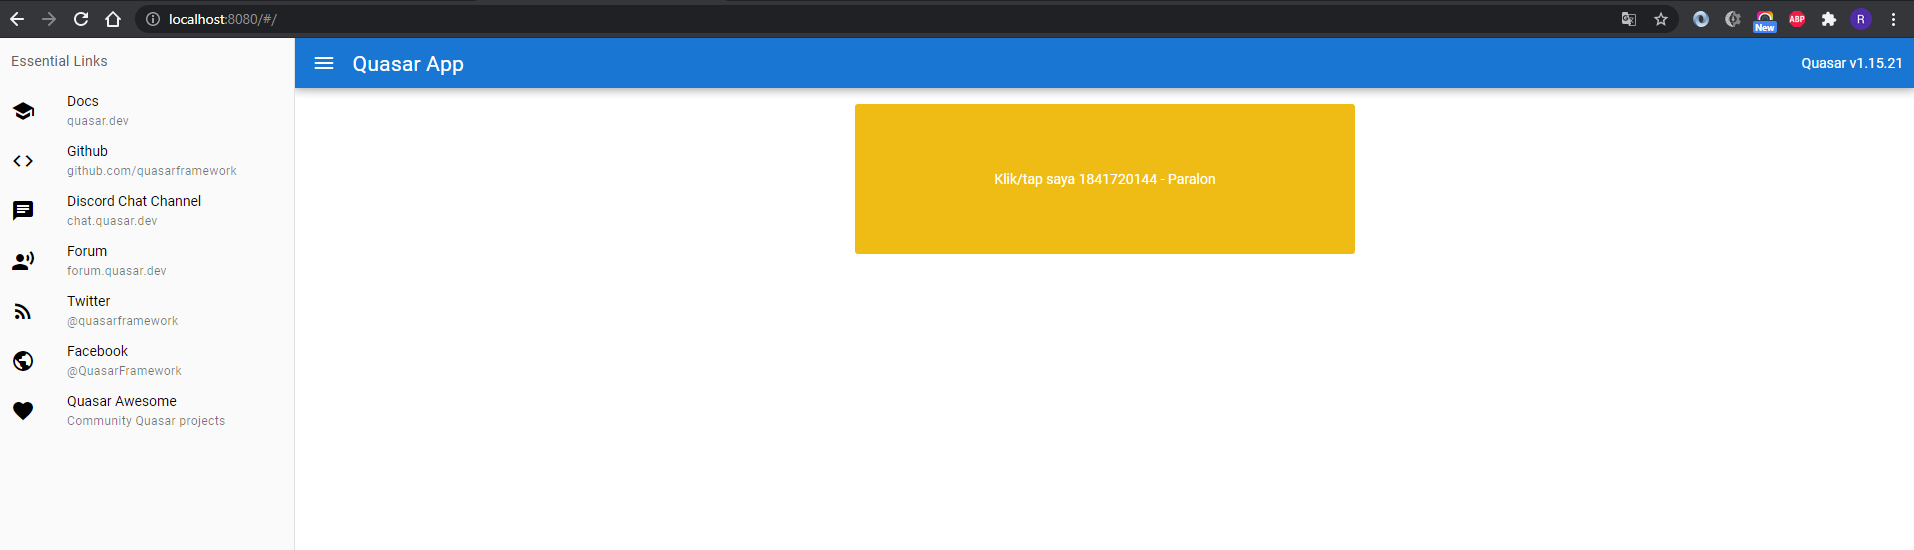 localhost:8080/#/
New
ABP
R
Essential Links
Docs
quasar.dev
Github
github.com/quasarframework
Discord Chat Channel
chat.quasar.dev
Forum
forum.quasar.dev
Twitter
@quasarframework
Facebook
@QuasarFramework
Quasar Awesome
Community Quasar projects
Quasar App
Quasar v1.15.21
Klik/tap saya 1841720144 - Paralon